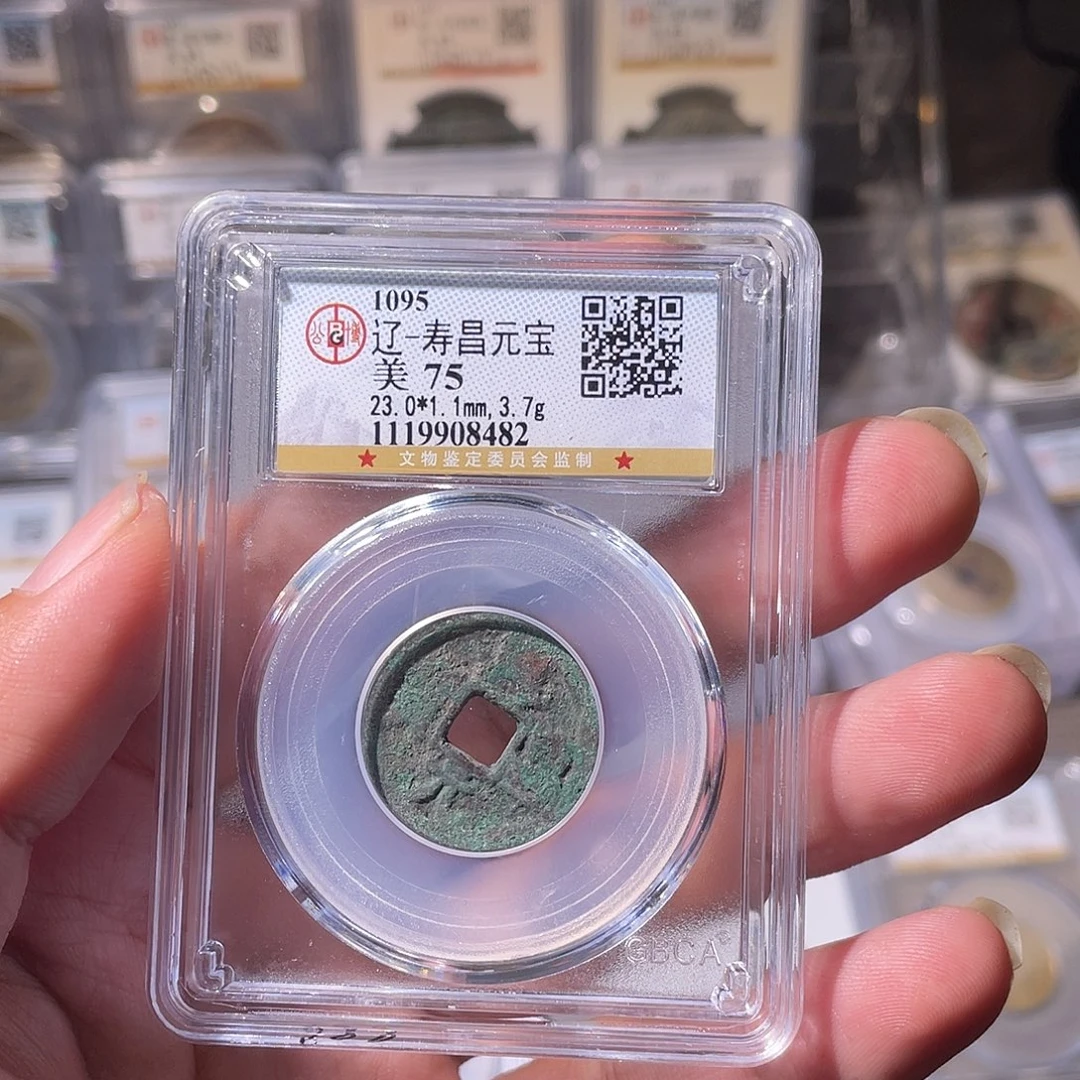 1095
辽-寿昌元宝
美 75
23.0*1.1mm, 3.7g
1119908482
★ 文物鉴定委员会监制 ★
GBCA